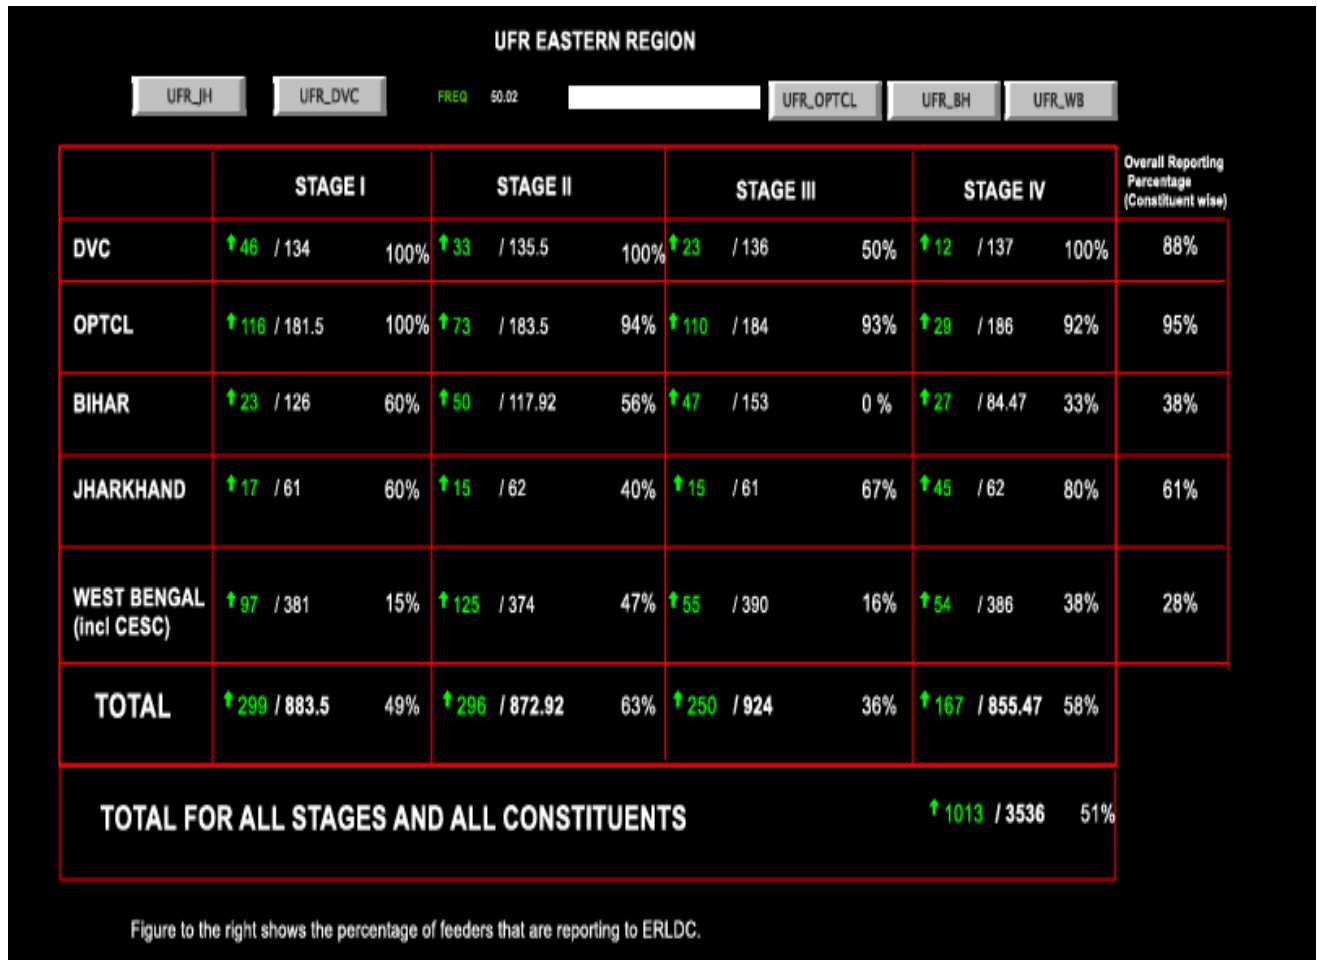 UFR EASTERN REGION
UFR_JH UFR_DVC FREQ 50.02 UFR_OPTCL UFR_BH UFR_WB
STAGE I STAGE II STAGE III STAGE IV Overall Reporting
Percentage
(Constituent wise)
DVC 46 / 134 100% 33 / 135.5 100% 23 / 136 50% 12 / 137 100% 88%
OPTCL 116 / 181.5 100% 73 / 183.5 94% 110 / 184 93% 29 / 186 92% 95%
BIHAR 23 / 126 60% 50 / 117.92 56% 47 / 153 0 % 27 / 84.47 33% 38%
JHARKHAND 17 / 61 60% 15 / 62 40% 15 / 61 67% 45 / 62 80% 61%
WEST BENGAL
(incl CESC) 97 / 381 15% 125 / 374 47% 55 / 390 16% 54 / 386 38% 28%
TOTAL 299 / 883.5 49% 296 / 872.92 63% 250 / 924 36% 167 / 855.47 58%
TOTAL FOR ALL STAGES AND ALL CONSTITUENTS 1013 / 3536 51%
Figure to the right shows the percentage of feeders that are reporting to ERLDC.